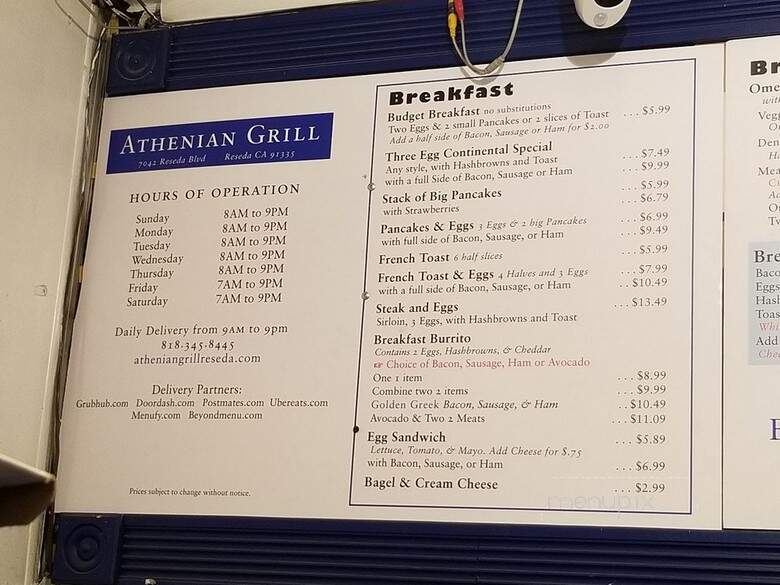 ATHENIAN GRILL
7042 Reseda Blvd Reseda CA 91335
HOURS OF OPERATION
Sunday 8AM to 9PM
Monday 8AM to 9PM
Tuesday 8AM to 9PM
Wednesday 8AM to 9PM
Thursday 8AM to 9PM
Friday 7AM to 9PM
Saturday 7AM to 9PM
Daily Delivery from 9AM to 9pm
818.345.8445
atheniangrillreseda.com
Delivery Partners:
Grubhub.com Doordash.com Postmates.com Ubereats.com
Menufy.com Beyondmenu.com
Prices subject to change without notice.
Breakfast
Budget Breakfast no substitutions ... $5.99
Two Eggs & 2 small Pancakes or 2 slices of Toast
Add a half side of Bacon, Sausage or Ham for $2.00
Three Egg Continental Special
Any style, with Hashbrowns and Toast ... $7.49
with a full Side of Bacon, Sausage or Ham ... $9.99
Stack of Big Pancakes ... $5.99
with Strawberries ... $6.79
Pancakes & Eggs 3 Eggs & 2 big Pancakes ... $6.99
with full side of Bacon, Sausage, or Ham ... $9.49
French Toast 6 half slices ... $5.99
French Toast & Eggs 4 Halves and 3 Eggs ... $7.99
with a full side of Bacon, Sausage, or Ham .. $10.49
Steak and Eggs ... $13.49
Sirloin, 3 Eggs, with Hashbrowns and Toast
Breakfast Burrito
Contains 2 Eggs, Hashbrowns, & Cheddar
☞ Choice of Bacon, Sausage, Ham or Avocado
One 1 item ... $8.99
Combine two 2 items ... $9.99
Golden Greek Bacon, Sausage, & Ham .. $10.49
Avocado & Two 2 Meats ... $11.09
Egg Sandwich ... $5.89
Lettuce, Tomato, & Mayo. Add Cheese for $.75
with Bacon, Sausage, or Ham ... $6.99
Bagel & Cream Cheese ... $2.99
menupix
Br
Ome
with
Vegg
Den
Mea
Bre
Baco
Eggs
Hash
Toas
Whi
Add
Chee